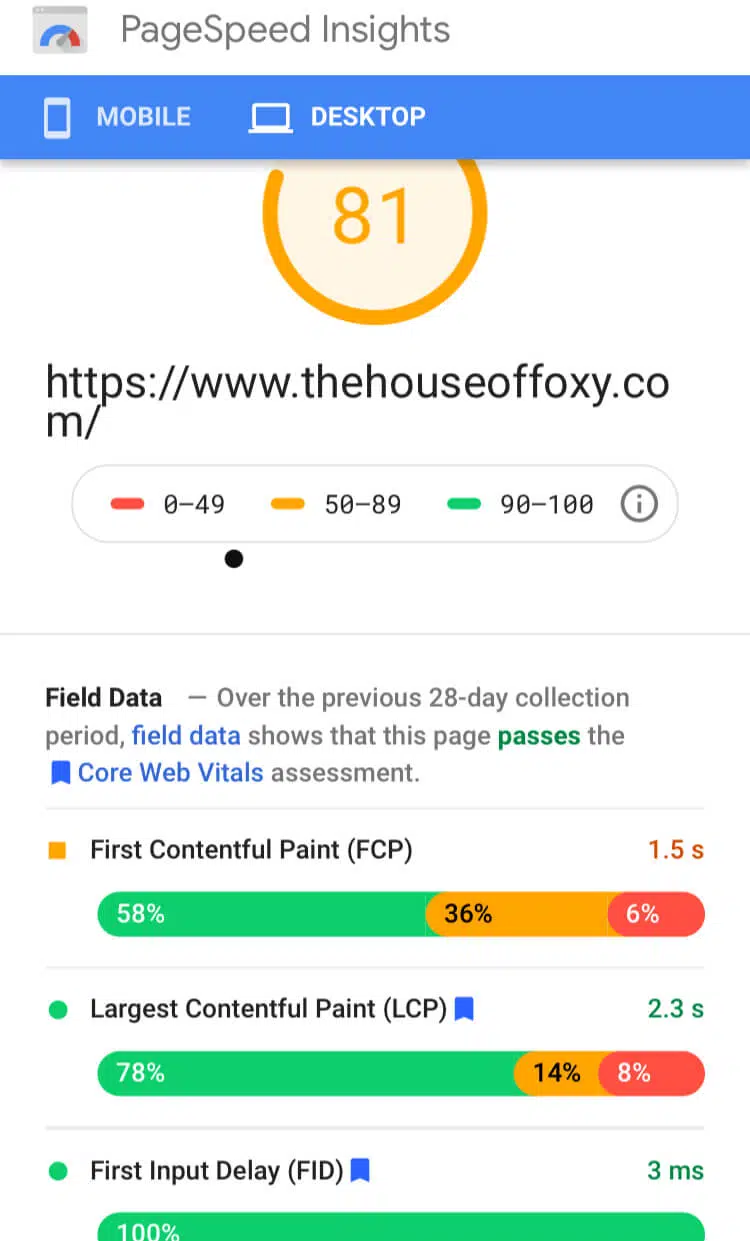 PageSpeed Insights
MOBILE DESKTOP
81
https://www.thehouseoffoxy.co
m/
0–49 50–89 90–100
Field Data — Over the previous 28-day collection
period, field data shows that this page passes the
Core Web Vitals assessment.
First Contentful Paint (FCP) 1.5 s
58% 36% 6%
Largest Contentful Paint (LCP) 2.3 s
78% 14% 8%
First Input Delay (FID) 3 ms
100%